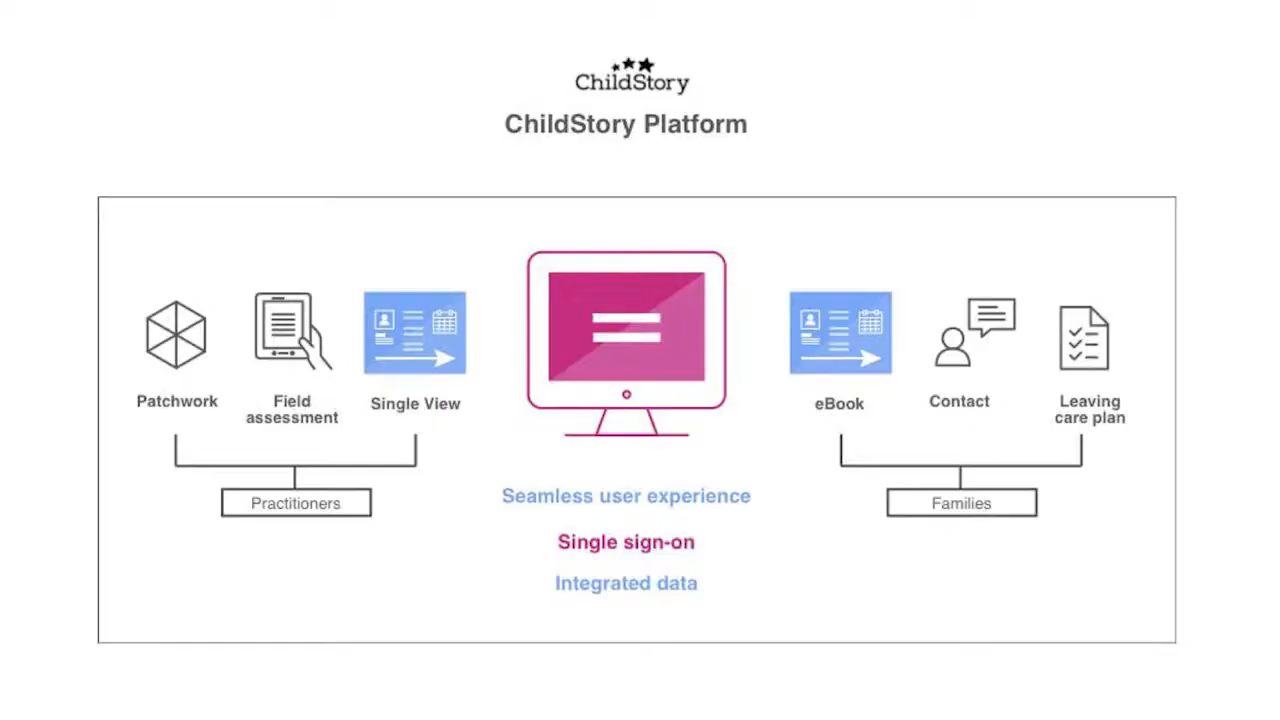 ChildStory
ChildStory Platform
Patchwork
Field
assessment
Single View
Practitioners
Seamless user experience
Single sign-on
Integrated data
eBook
Contact
Leaving
care plan
Families